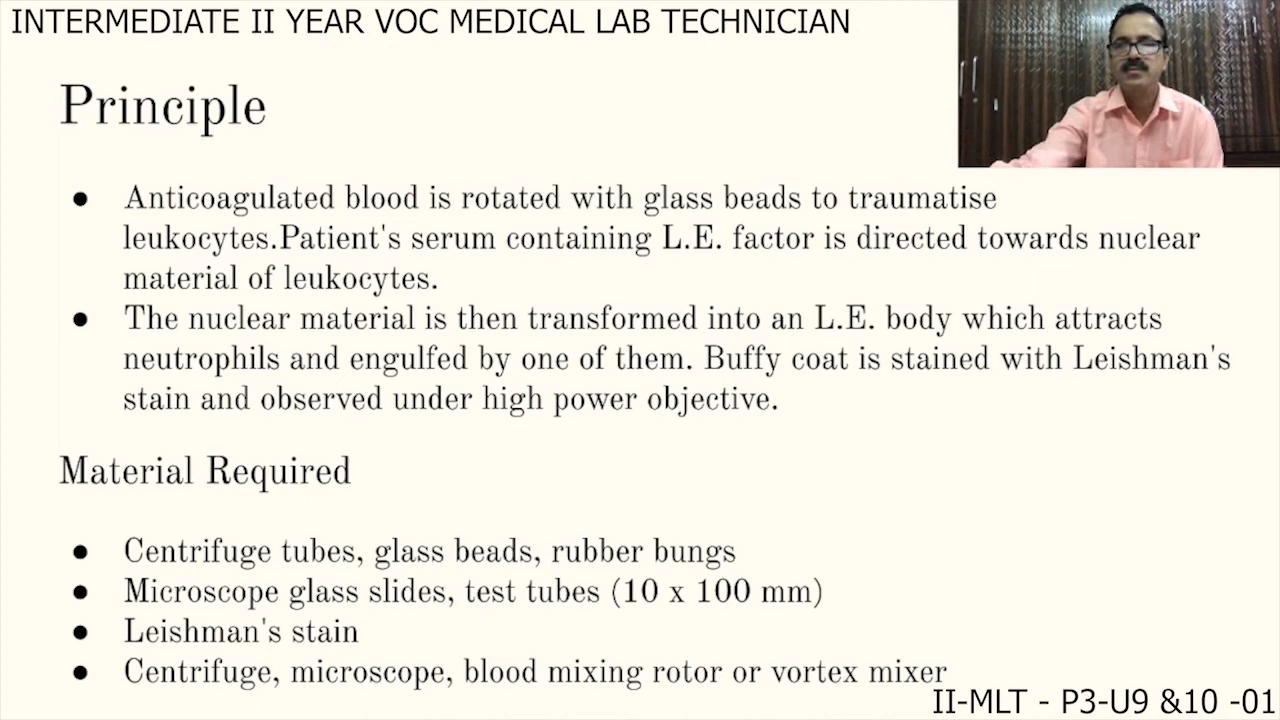 INTERMEDIATE II YEAR VOC MEDICAL LAB TECHNICIAN
Principle
● Anticoagulated blood is rotated with glass beads to traumatise
leukocytes.Patient's serum containing L.E. factor is directed towards nuclear
material of leukocytes.
● The nuclear material is then transformed into an L.E. body which attracts
neutrophils and engulfed by one of them. Buffy coat is stained with Leishman's
stain and observed under high power objective.
Material Required
● Centrifuge tubes, glass beads, rubber bungs
● Microscope glass slides, test tubes (10 x 100 mm)
● Leishman's stain
● Centrifuge, microscope, blood mixing rotor or vortex mixer
II-MLT - P3-U9 &10 -01